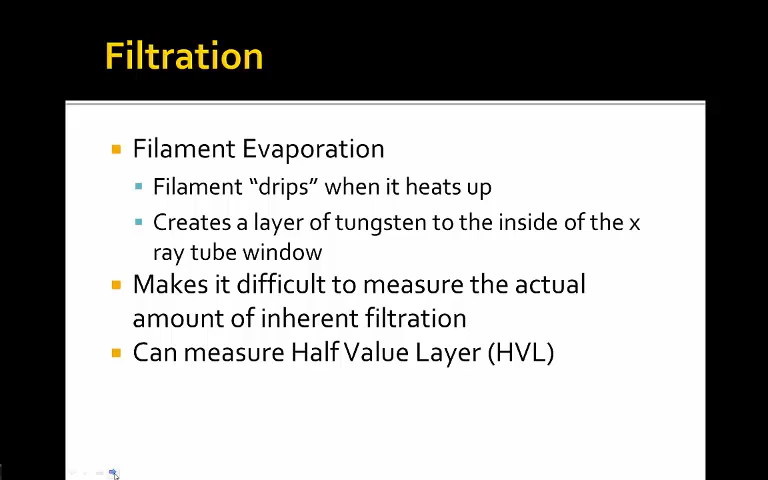 Filtration
Filament Evaporation
Filament “drips” when it heats up
Creates a layer of tungsten to the inside of the x
ray tube window
Makes it difficult to measure the actual
amount of inherent filtration
Can measure Half Value Layer (HVL)